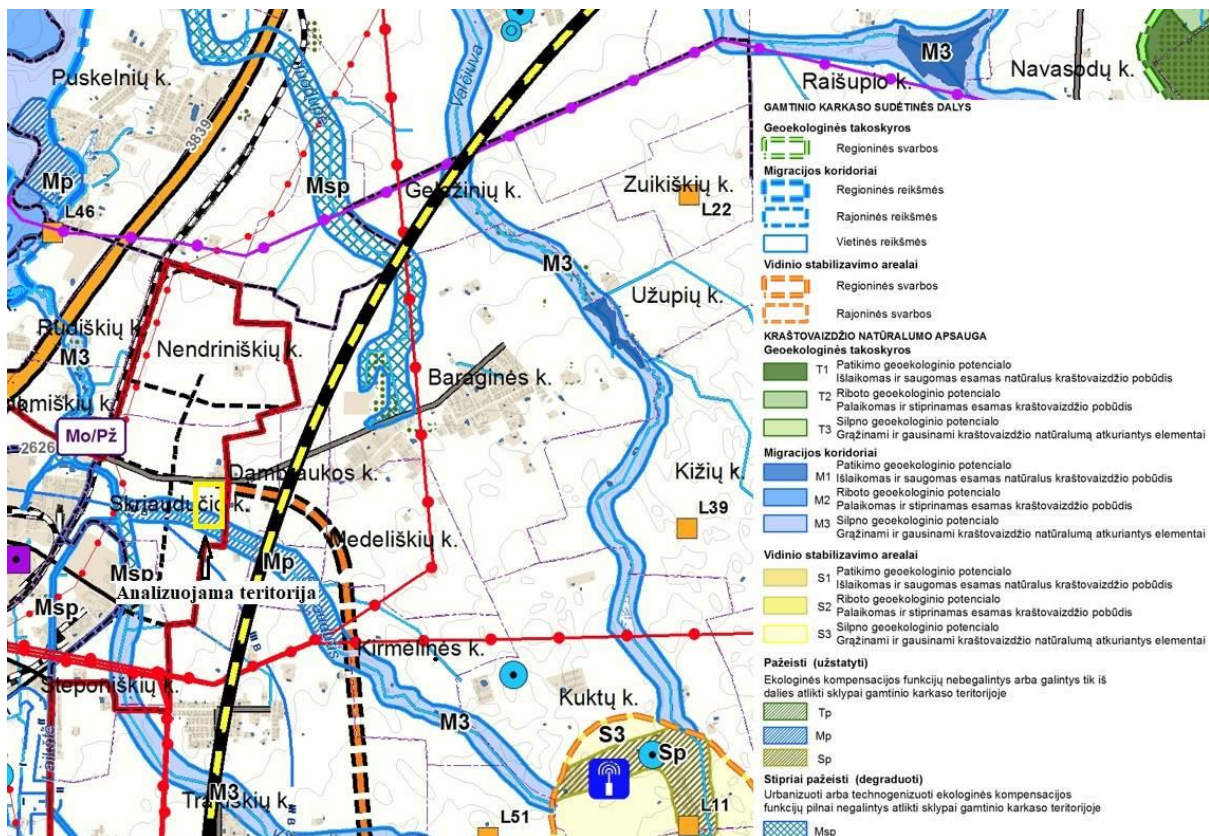 Puskelnių k.
3839
Valčiuva
M3
Raišupio k.
Navasodų k.
Mp
Msp
Gelažinių k.
Zuikiškių k.
L46
L22
M3
Užupių k.
Rūdiškių k.
M3
Nendriniškių k.
Baraginės k.
nomiškių k.
Mo/Pž
2626
Dambraukos k.
Kižių k.
Skriaudučio k.
L39
Medeliškių k.
Msp
Mp
Analizuojama teritorija
Msp
Kirmėlinės k.
Steponiškių k.
Kuktų k.
M3
S3
Sp
M3
L51
L11
GAMTINIO KARKASO SUDĖTINĖS DALYS
Geoekologinės takoskyros
Regioninės svarbos
Migracijos koridoriai
Regioninės reikšmės
Rajoninės reikšmės
Vietinės reikšmės
Vidinio stabilizavimo arealai
Regioninės svarbos
Rajoninės svarbos
KRAŠTOVAIZDŽIO NATŪRALUMO APSAUGA
Geoekologinės takoskyros
T1 Patikimo geoekologinio potencialo
Išlaikomas ir saugomas esamas natūralus kraštovaizdžio pobūdis
T2 Riboto geoekologinio potencialo
Palaikomas ir stiprinamas esamas kraštovaizdžio pobūdis
T3 Silpno geoekologinio potencialo
Grąžinami ir gausinami kraštovaizdžio natūralumą atkuriantys elementai
Migracijos koridoriai
M1 Patikimo geoekologinio potencialo
Išlaikomas ir saugomas esamas natūralus kraštovaizdžio pobūdis
M2 Riboto geoekologinio potencialo
Palaikomas ir stiprinamas esamas kraštovaizdžio pobūdis
M3 Silpno geoekologinio potencialo
Grąžinami ir gausinami kraštovaizdžio natūralumą atkuriantys elementai
Vidinio stabilizavimo arealai
S1 Patikimo geoekologinio potencialo
Išlaikomas ir saugomas esamas natūralus kraštovaizdžio pobūdis
S2 Riboto geoekologinio potencialo
Palaikomas ir stiprinamas esamas kraštovaizdžio pobūdis
S3 Silpno geoekologinio potencialo
Grąžinami ir gausinami kraštovaizdžio natūralumą atkuriantys elementai
Pažeisti (užstatyti)
Ekologinės kompensacijos funkcijų nebegalintys arba galintys tik iš
dalies atlikti sklypai gamtinio karkaso teritorijoje
Tp
Mp
Sp
Stipriai pažeisti (degraduoti)
Urbanizuoti arba technogenizuoti ekologinės kompensacijos
funkcijų pilnai negalintys atlikti sklypai gamtinio karkaso teritorijoje
Msp